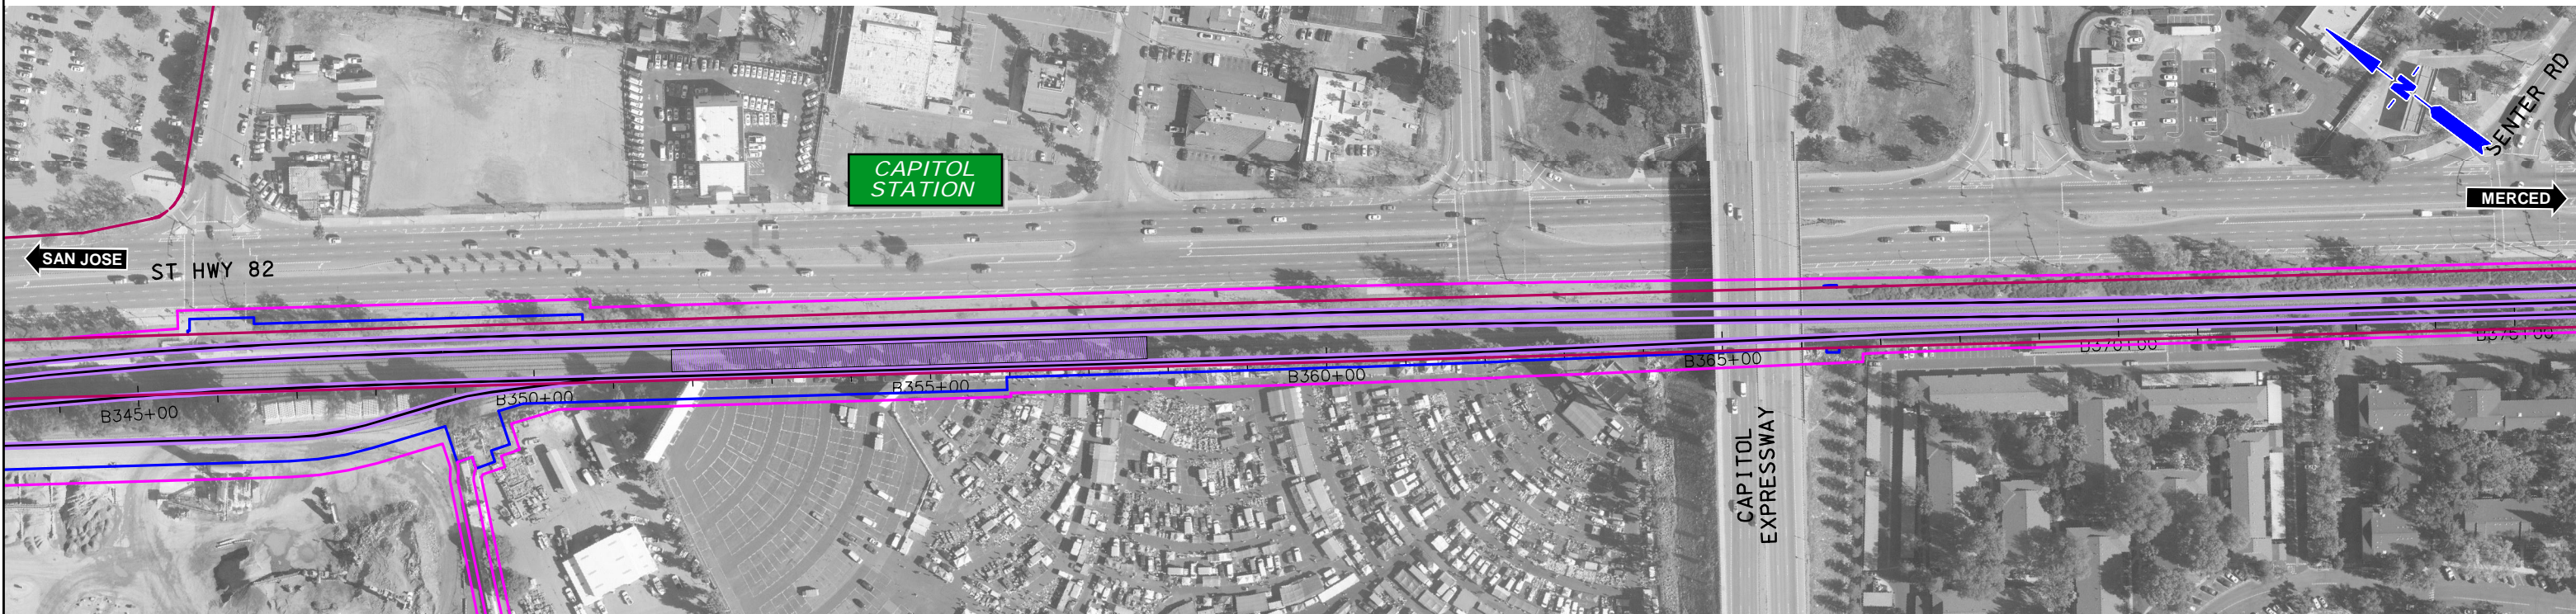 SENTER RD
N
CAPITOL
STATION
MERCED
SAN JOSE
ST HWY 82
B345+00
B350+00
B355+00
B360+00
B365+00
B370+00
B375+00
CAPITOL
EXPRESSWAY